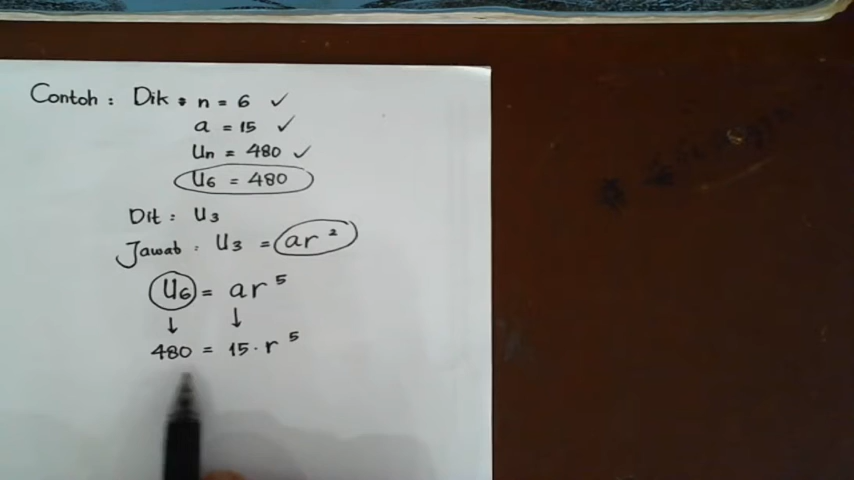 Contoh : Dik : n = 6 ✓
a = 15 ✓
Un = 480 ✓
U6 = 480
Dit : U3
Jawab : U3 = ar²
U6 = ar⁵
↓ ↓
480 = 15 · r⁵